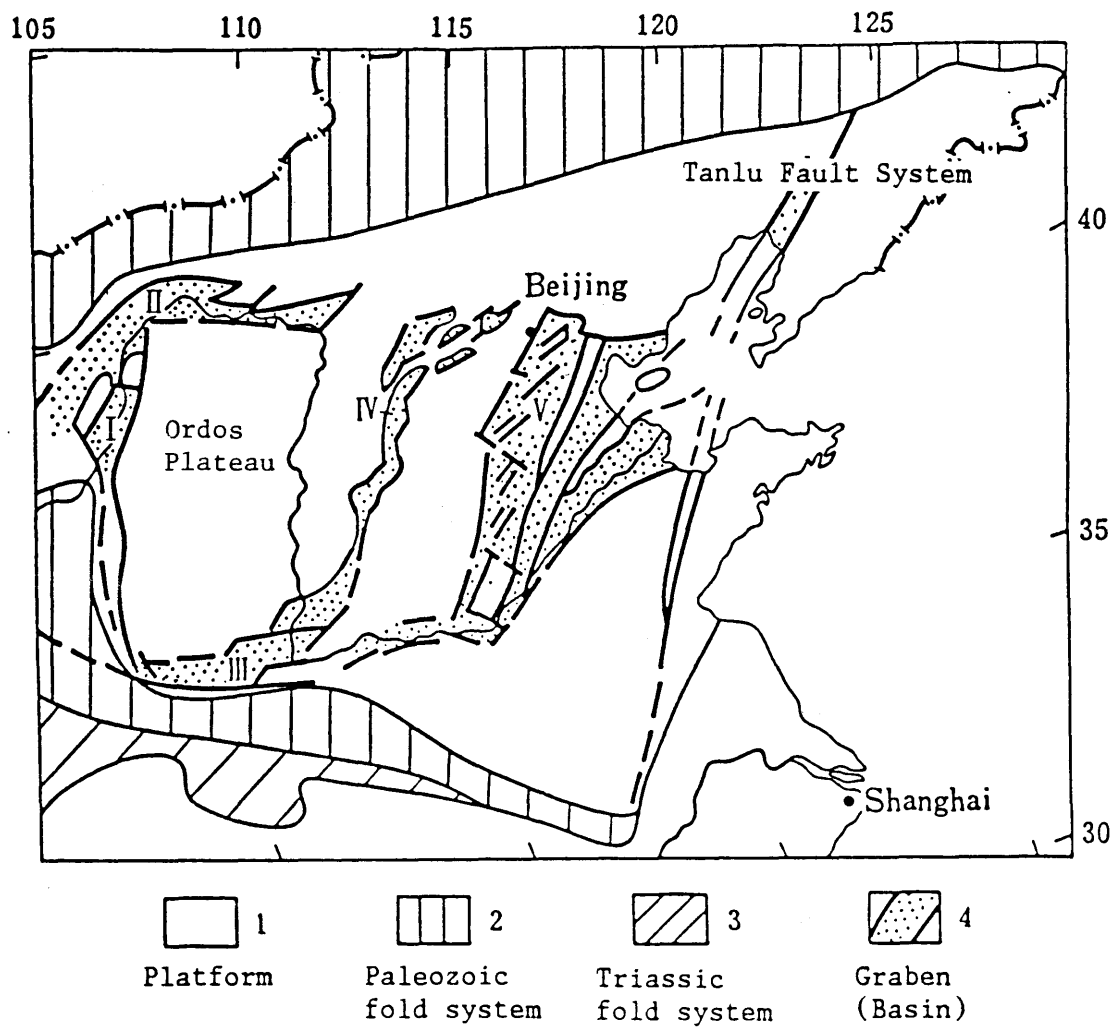 105 110 115 120 125
Tanlu Fault System
40
Beijing
II
IV
V
I
Ordos
Plateau
35
III
Shanghai
30
1 2 3 4
Platform
Paleozoic
fold system
Triassic
fold system
Graben
(Basin)